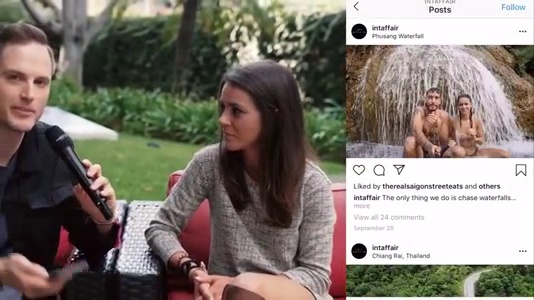 INTAFFAIR
Posts
Follow
intaffair
Phusang Waterfall
Liked by therealsaigonstreeteats and others
intaffair The only thing we do is chase waterfalls...
more
View all 24 comments
September 25
intaffair
Chiang Rai, Thailand